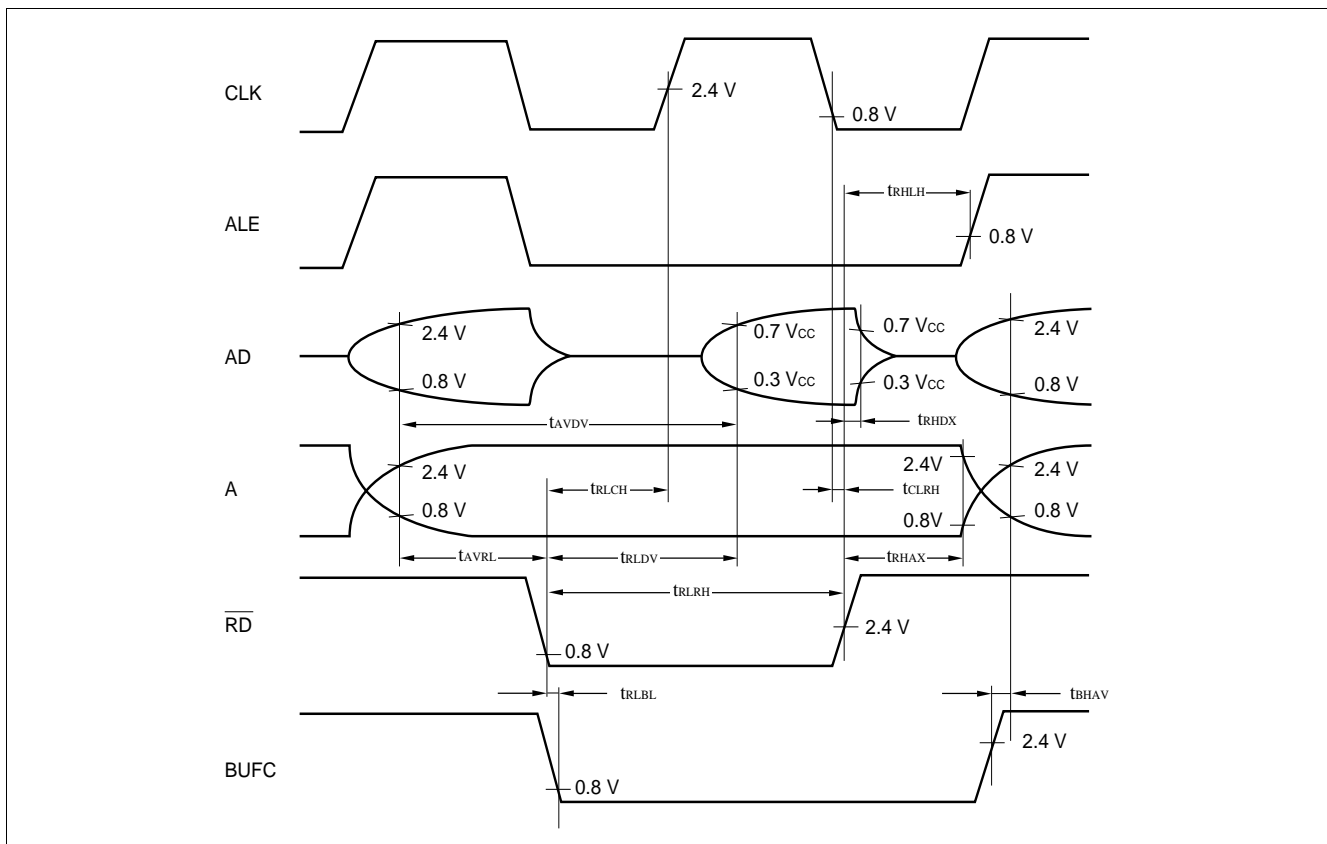 CLK
2.4 V
0.8 V
tRHLH
ALE
0.8 V
AD
2.4 V
0.8 V
0.7 VCC
0.3 VCC
0.7 VCC
0.3 VCC
2.4 V
0.8 V
tAVDV
tRHDX
A
2.4 V
0.8 V
tRLCH
2.4V
0.8V
tCLRH
2.4 V
0.8 V
tAVRL
tRLDV
tRHAX
tRLRH
RD
0.8 V
2.4 V
tRLBL
tBHAV
BUFC
0.8 V
2.4 V